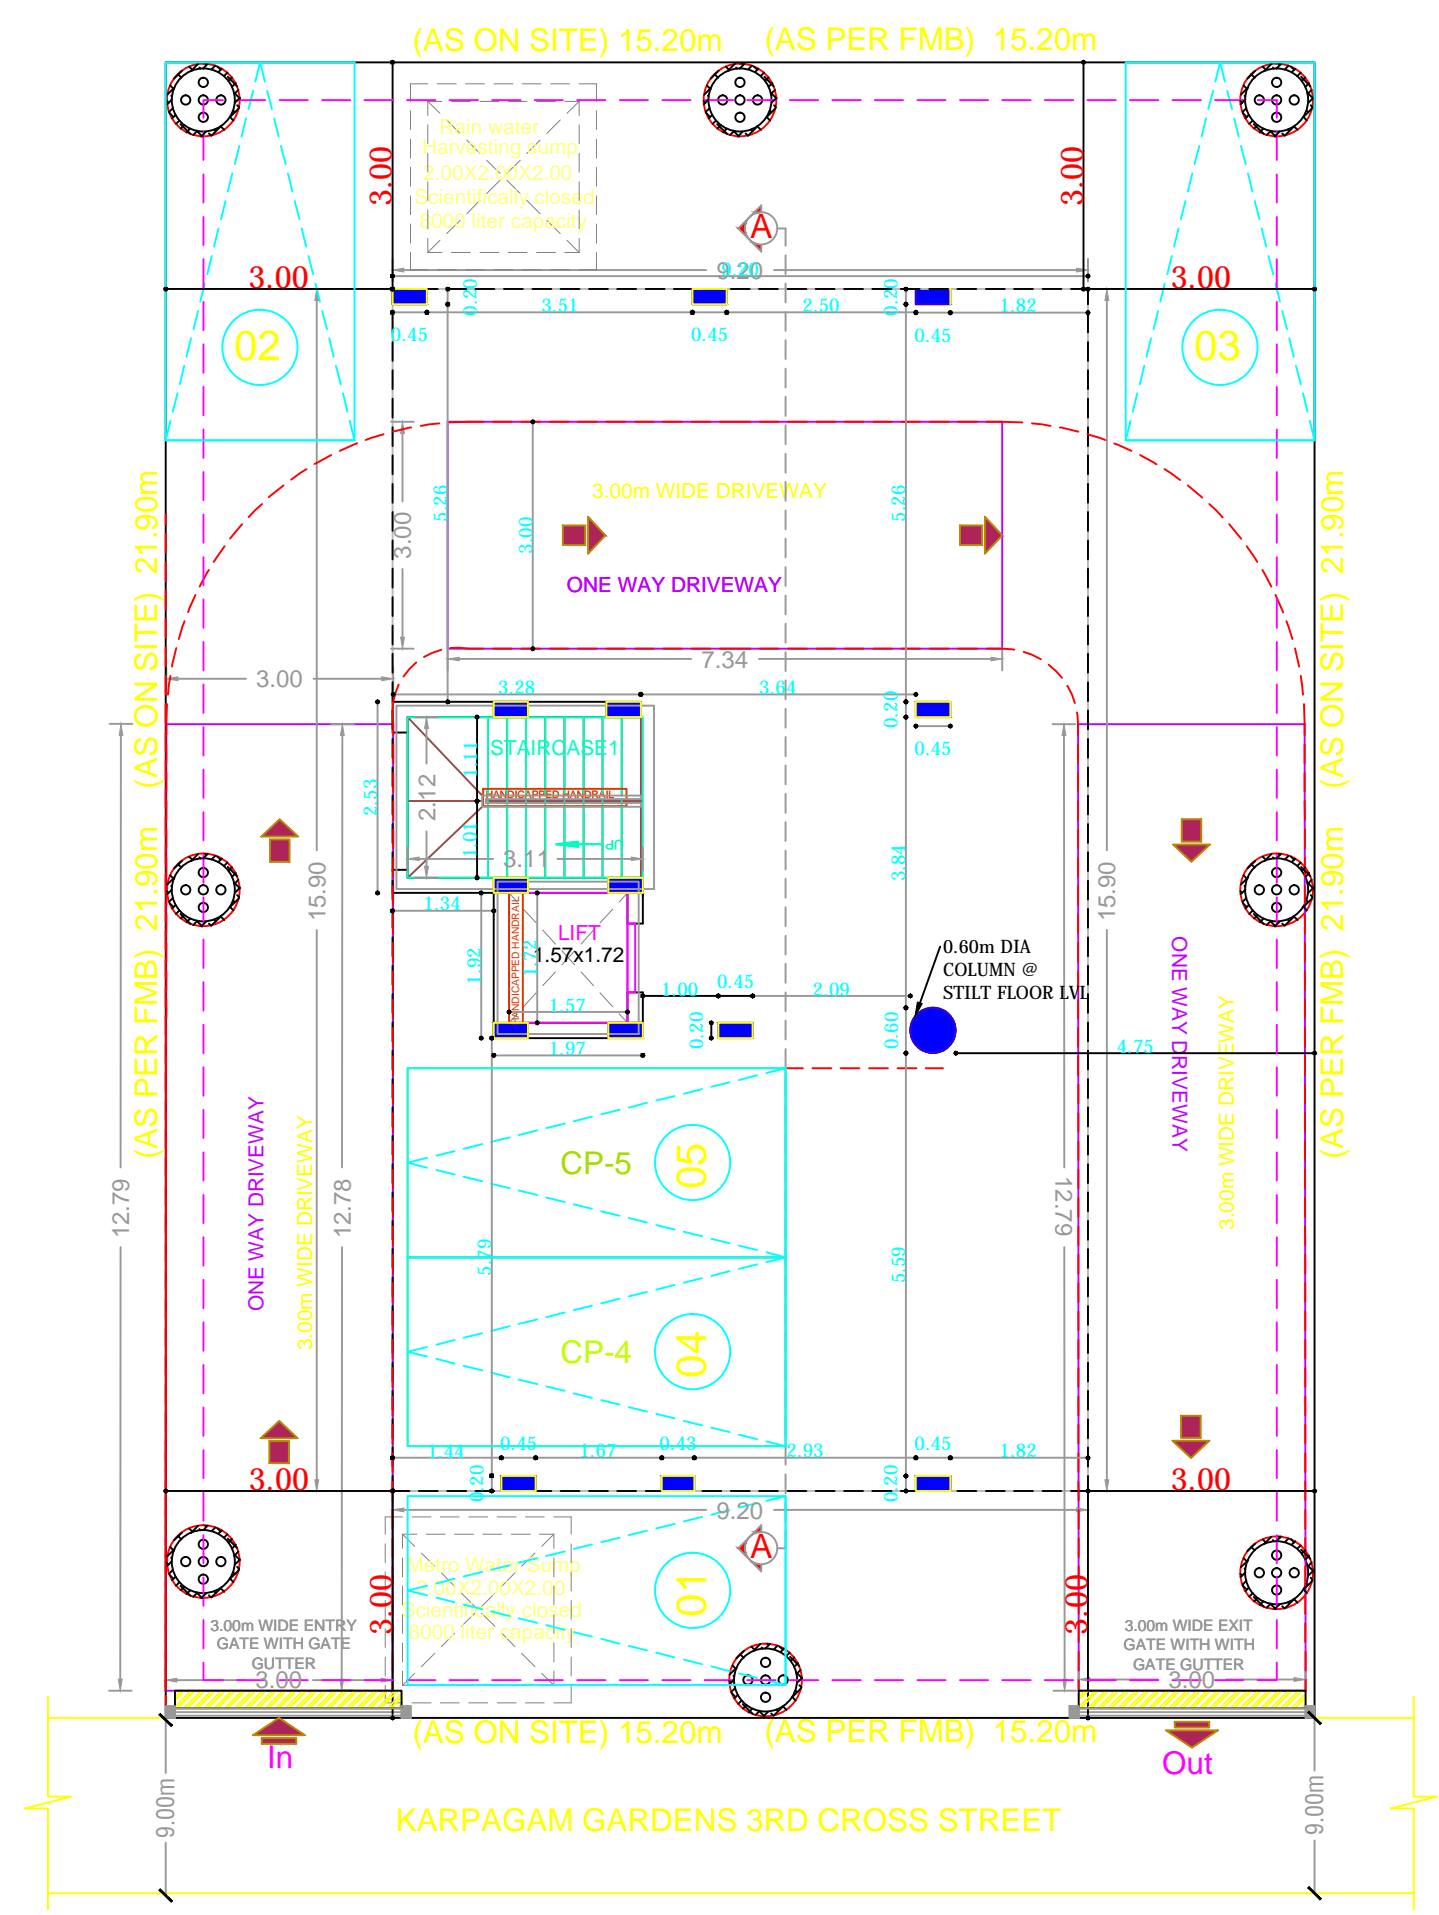 (AS ON SITE) 15.20m (AS PER FMB) 15.20m
Rain water
Harvesting sump
2.00X2.00X2.00
Scientifically closed
8000 liter capacity
3.00
3.00
A
9.20
9.20
3.00
3.00
0.20
3.51
2.50
0.20
1.82
0.45
0.45
0.45
02
03
3.00m WIDE DRIVEWAY
5.26
3.00
3.00
5.26
ONE WAY DRIVEWAY
(AS PER FMB) 21.90m (AS ON SITE) 21.90m
(AS PER FMB) 21.90m (AS ON SITE) 21.90m
7.34
3.00
3.28
3.64
0.20
0.45
STAIRCASE1
1.11
2.53
2.12
HANDICAPPED HANDRAIL
1.01
UP
3.11
3.84
15.90
15.90
1.34
HANDICAPPED HANDRAIL
LIFT
1.57x1.72
1.92
1.72
1.57
1.97
1.00
0.45
2.09
0.20
0.60
0.60m DIA
COLUMN @
STILT FLOOR LVL
4.75
ONE WAY DRIVEWAY
3.00m WIDE DRIVEWAY
12.79
12.78
ONE WAY DRIVEWAY
3.00m WIDE DRIVEWAY
12.79
CP-5
05
5.79
5.59
CP-4
04
1.44
0.45
1.67
0.43
2.93
0.45
1.82
3.00
0.20
0.20
3.00
9.20
A
Metro Water Sump
2.00X2.00X2.00
Scientifically closed
8000 liter capacity
01
3.00
3.00
3.00m WIDE ENTRY
GATE WITH GATE
GUTTER
3.00
3.00m WIDE EXIT
GATE WITH WITH
GATE GUTTER
3.00
(AS ON SITE) 15.20m (AS PER FMB) 15.20m
In
Out
9.00m
KARPAGAM GARDENS 3RD CROSS STREET
9.00m